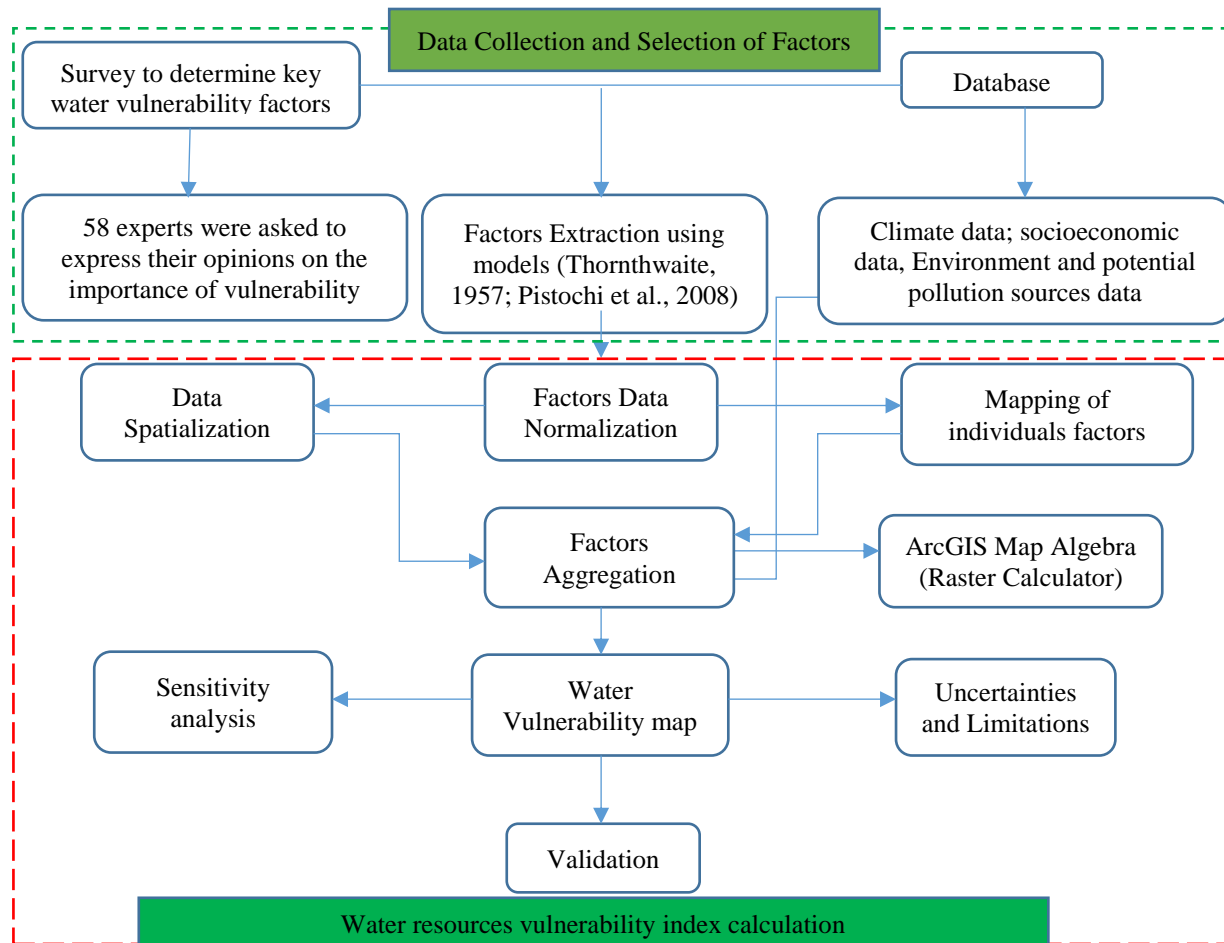 Data Collection and Selection of Factors
Survey to determine key
water vulnerability factors
Database
58 experts were asked to
express their opinions on the
importance of vulnerability
Factors Extraction using
models (Thornthwaite,
1957; Pistochi et al., 2008)
Climate data; socioeconomic
data, Environment and potential
pollution sources data
Data
Spatialization
Factors Data
Normalization
Mapping of
individuals factors
Factors
Aggregation
ArcGIS Map Algebra
(Raster Calculator)
Sensitivity
analysis
Water
Vulnerability map
Uncertainties
and Limitations
Validation
Water resources vulnerability index calculation